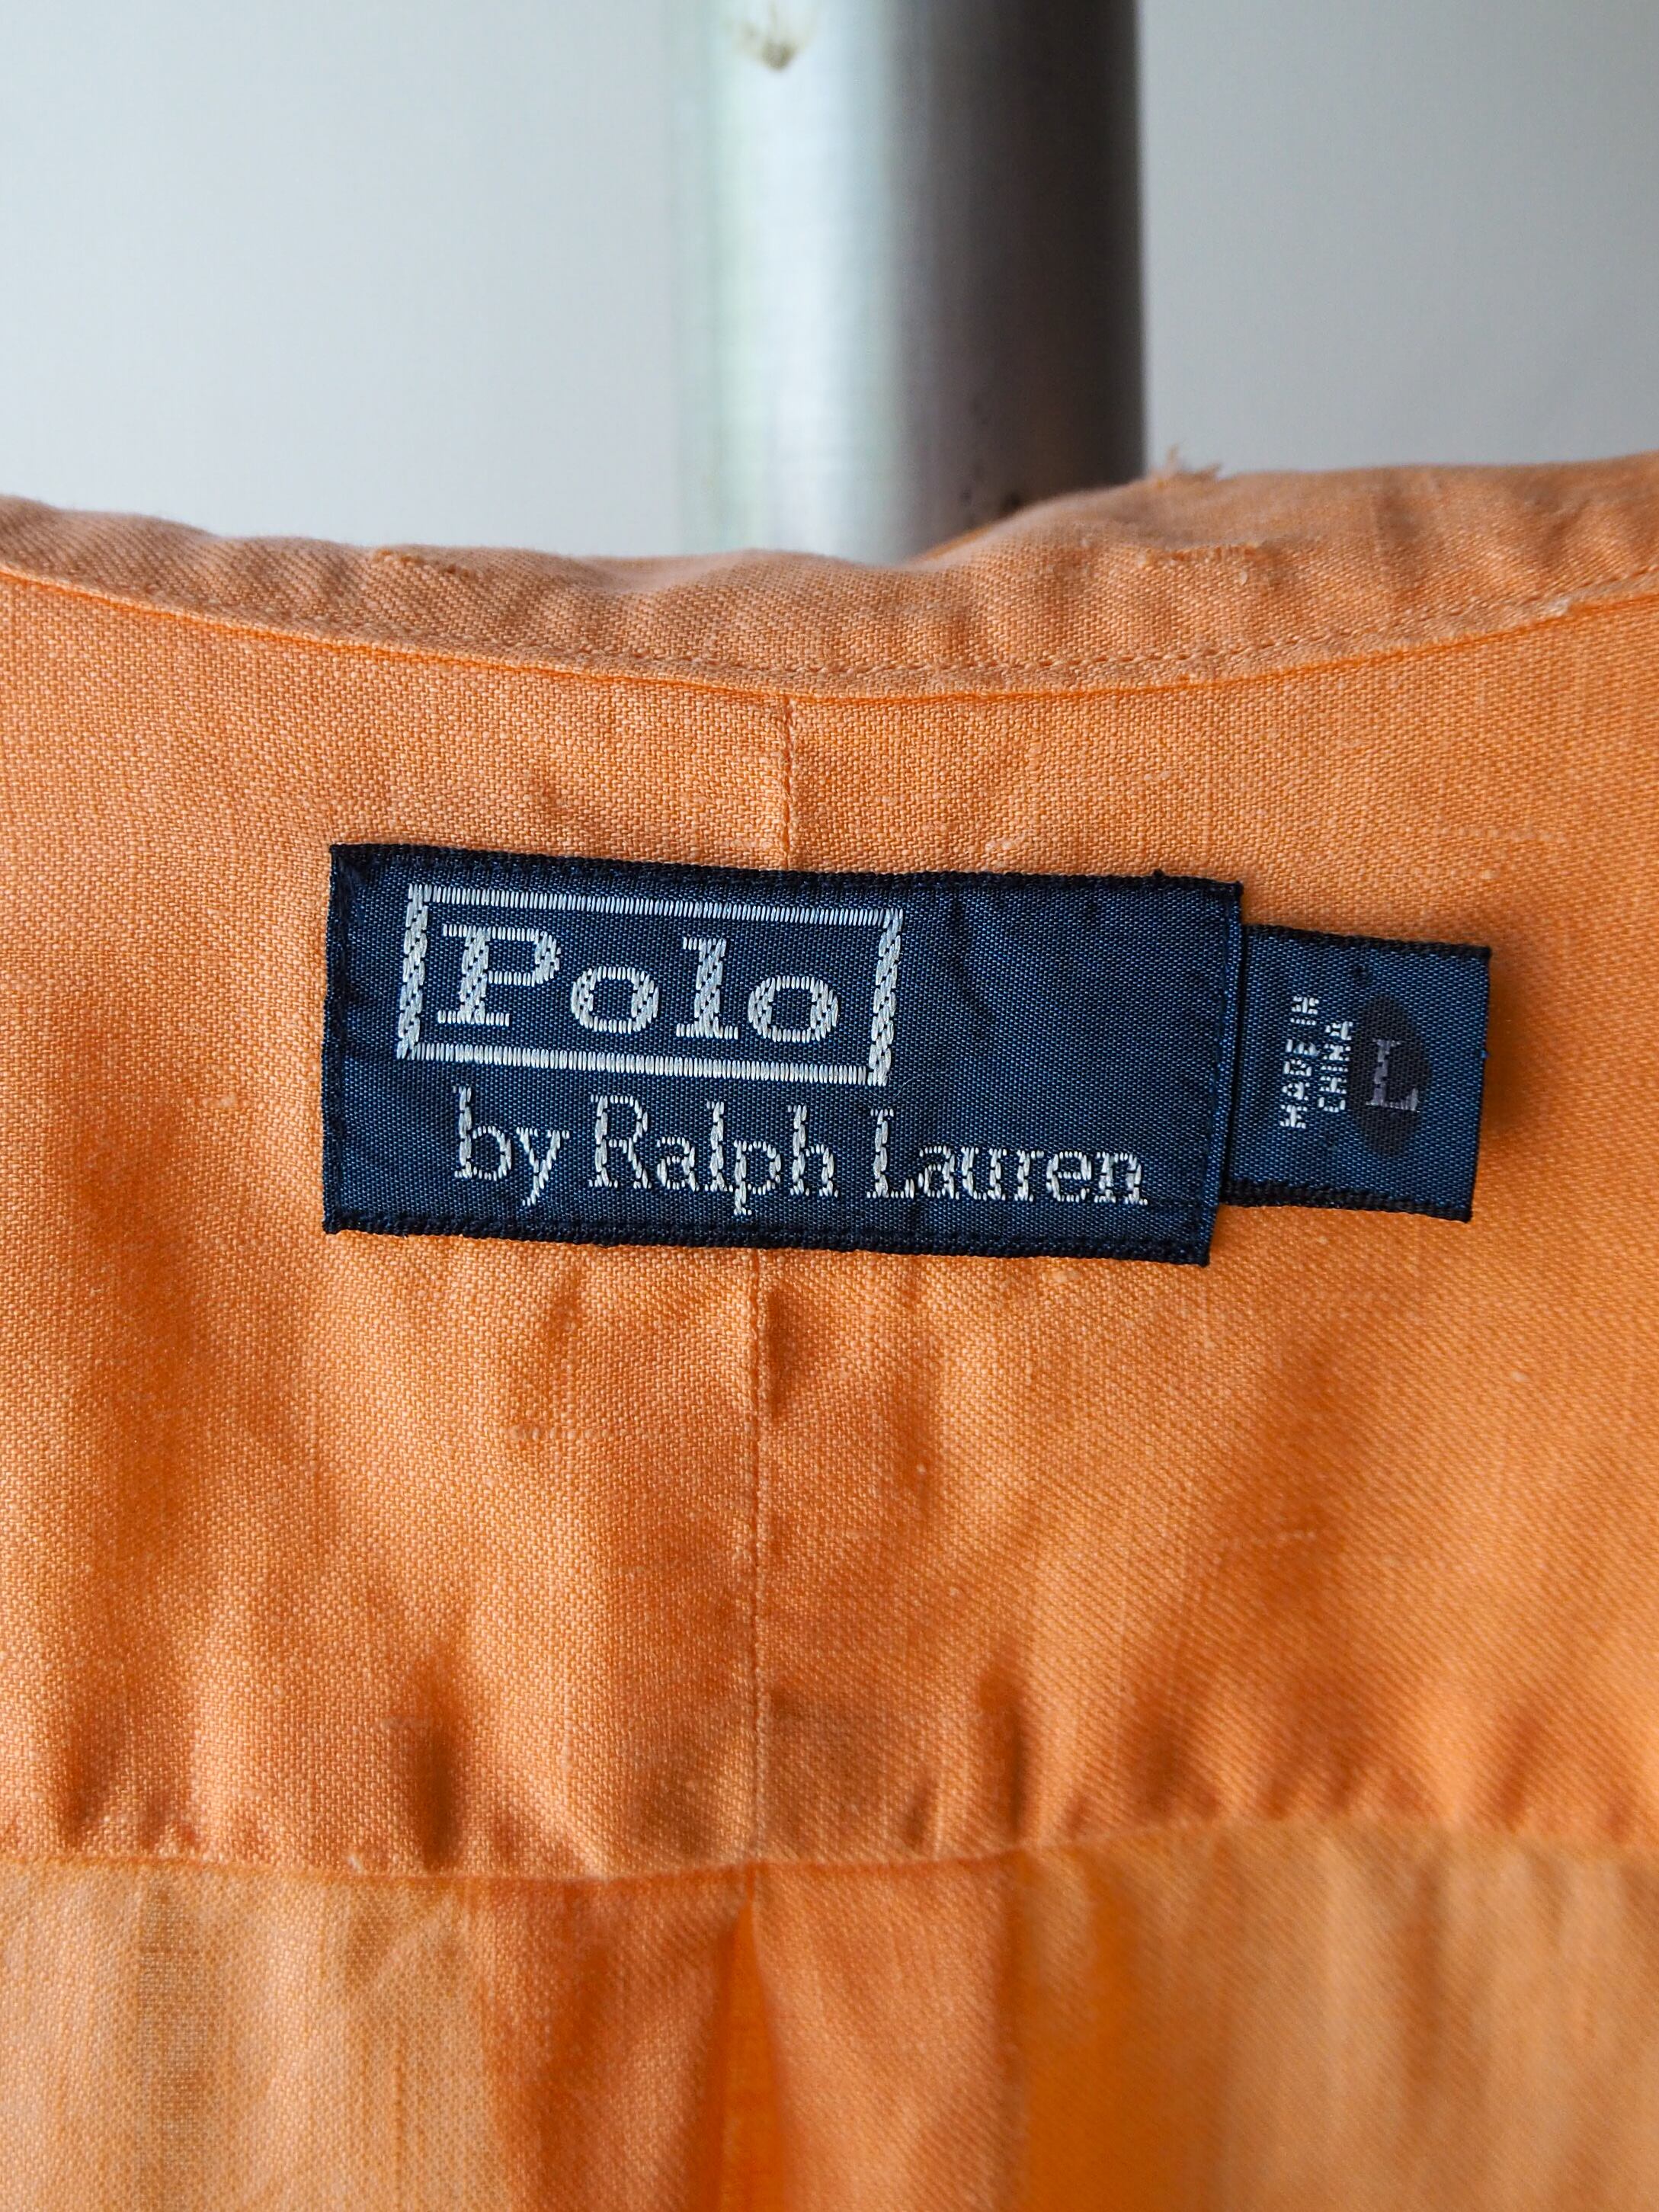 Polo
by Ralph Lauren
MADE IN
CHINA
L